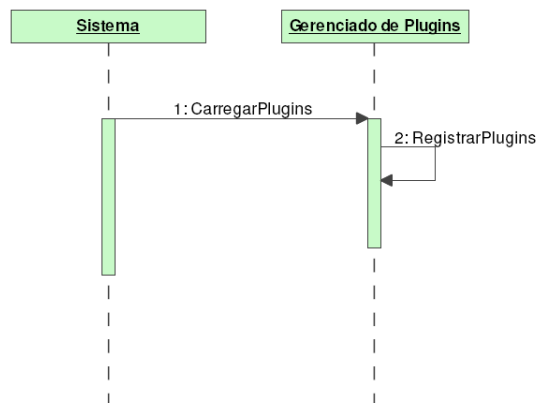 Sistema
Gerenciado de Plugins
1: CarregarPlugins
2: RegistrarPlugins